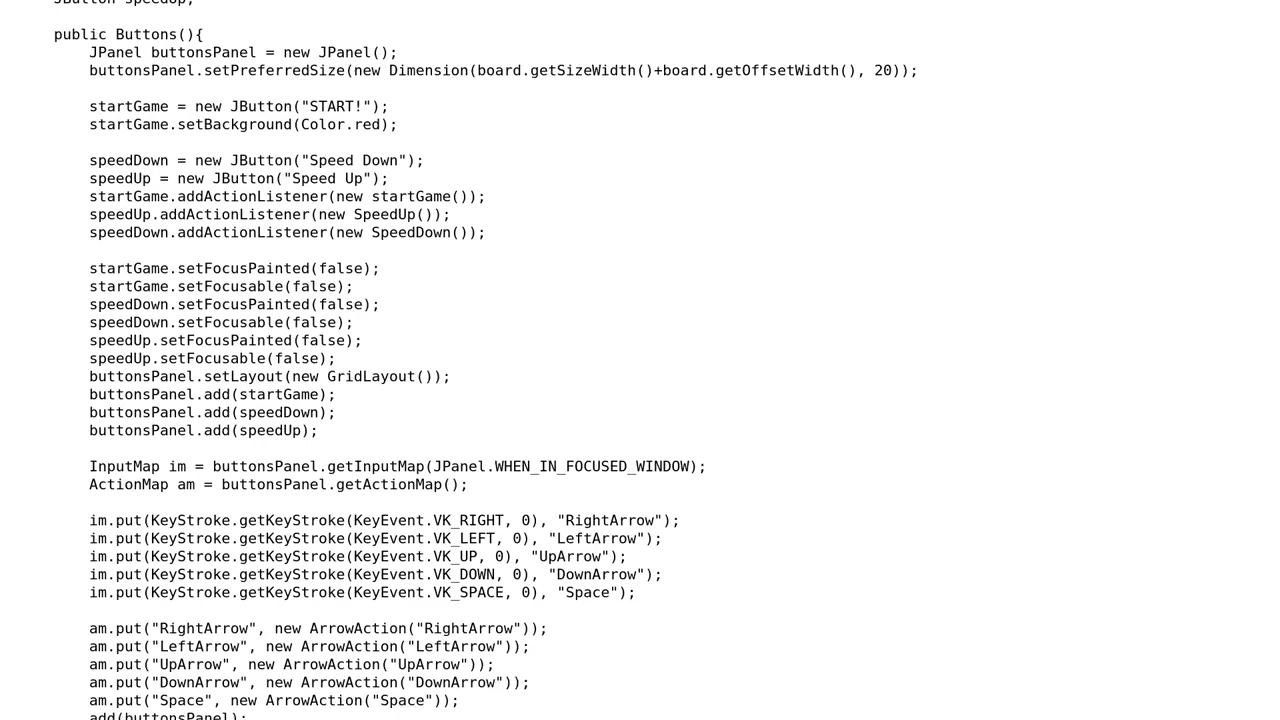 JButton speedUp;
public Buttons(){
JPanel buttonsPanel = new JPanel();
buttonsPanel.setPreferredSize(new Dimension(board.getSizeWidth()+board.getOffsetWidth(), 20));
startGame = new JButton("START!");
startGame.setBackground(Color.red);
speedDown = new JButton("Speed Down");
speedUp = new JButton("Speed Up");
startGame.addActionListener(new startGame());
speedUp.addActionListener(new SpeedUp());
speedDown.addActionListener(new SpeedDown());
startGame.setFocusPainted(false);
startGame.setFocusable(false);
speedDown.setFocusPainted(false);
speedDown.setFocusable(false);
speedUp.setFocusPainted(false);
speedUp.setFocusable(false);
buttonsPanel.setLayout(new GridLayout());
buttonsPanel.add(startGame);
buttonsPanel.add(speedDown);
buttonsPanel.add(speedUp);
InputMap im = buttonsPanel.getInputMap(JPanel.WHEN_IN_FOCUSED_WINDOW);
ActionMap am = buttonsPanel.getActionMap();
im.put(KeyStroke.getKeyStroke(KeyEvent.VK_RIGHT, 0), "RightArrow");
im.put(KeyStroke.getKeyStroke(KeyEvent.VK_LEFT, 0), "LeftArrow");
im.put(KeyStroke.getKeyStroke(KeyEvent.VK_UP, 0), "UpArrow");
im.put(KeyStroke.getKeyStroke(KeyEvent.VK_DOWN, 0), "DownArrow");
im.put(KeyStroke.getKeyStroke(KeyEvent.VK_SPACE, 0), "Space");
am.put("RightArrow", new ArrowAction("RightArrow"));
am.put("LeftArrow", new ArrowAction("LeftArrow"));
am.put("UpArrow", new ArrowAction("UpArrow"));
am.put("DownArrow", new ArrowAction("DownArrow"));
am.put("Space", new ArrowAction("Space"));
add(buttonsPanel);